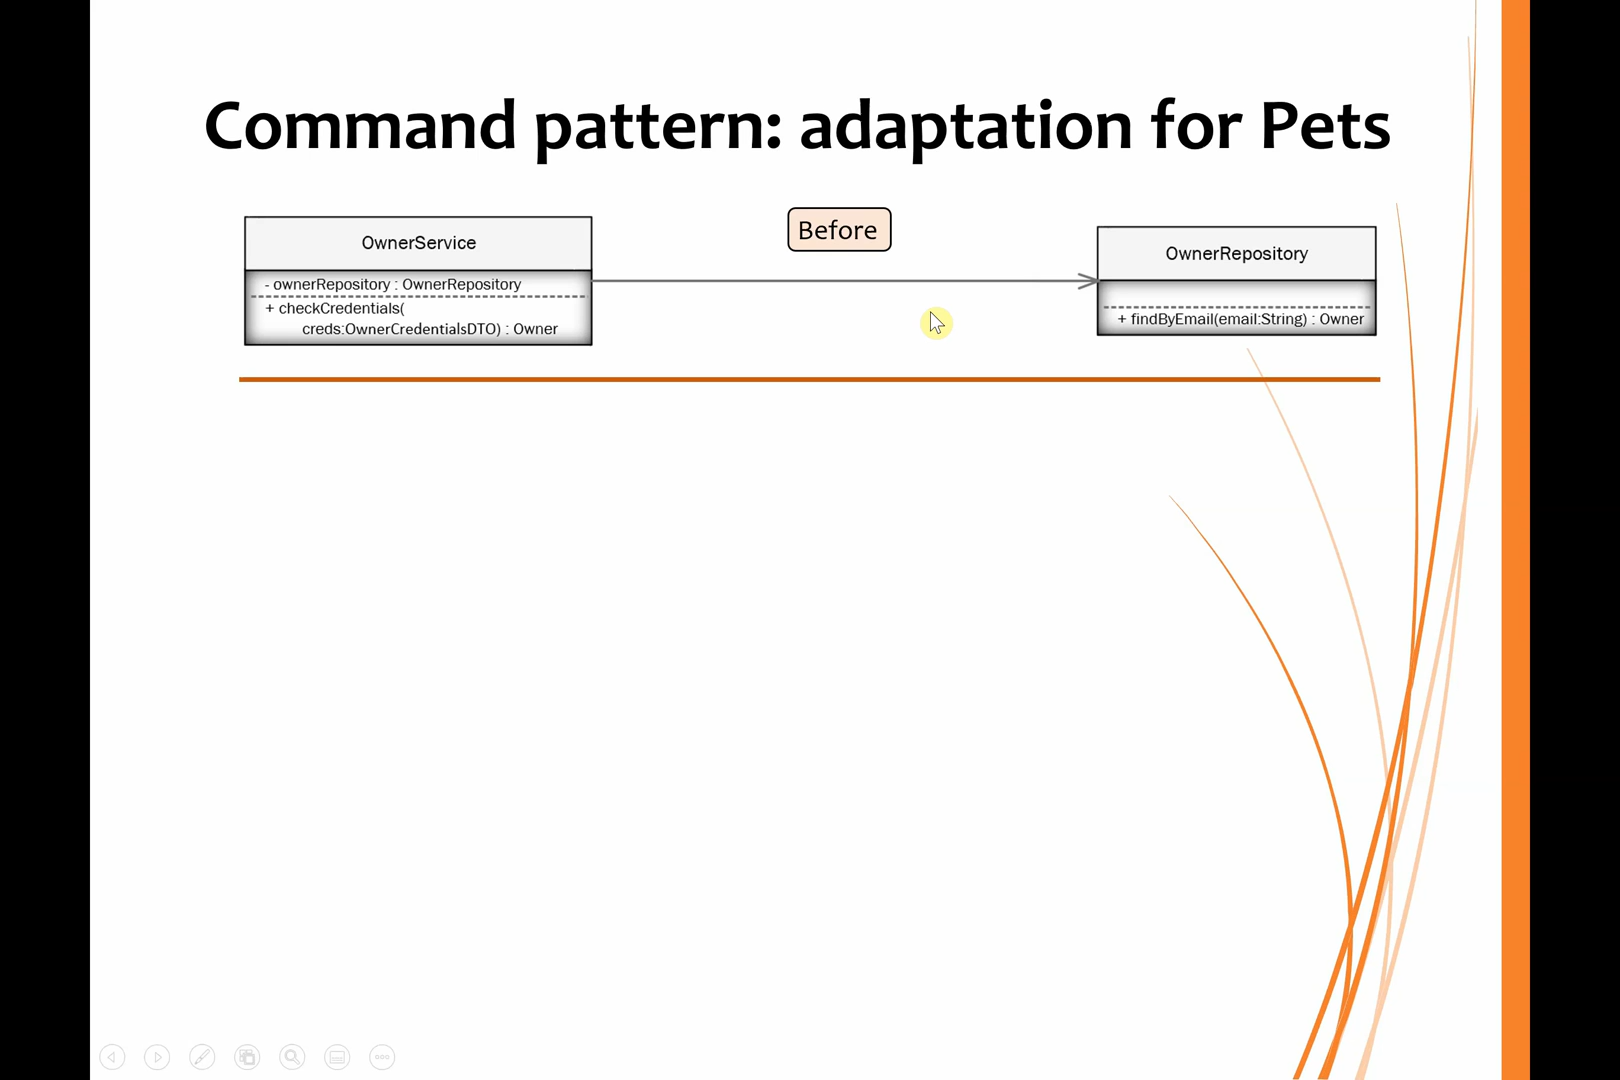 Command pattern: adaptation for Pets
Before
OwnerService
- ownerRepository : OwnerRepository
+ checkCredentials(
creds:OwnerCredentialsDTO) : Owner
OwnerRepository
+ findByEmail(email:String) : Owner